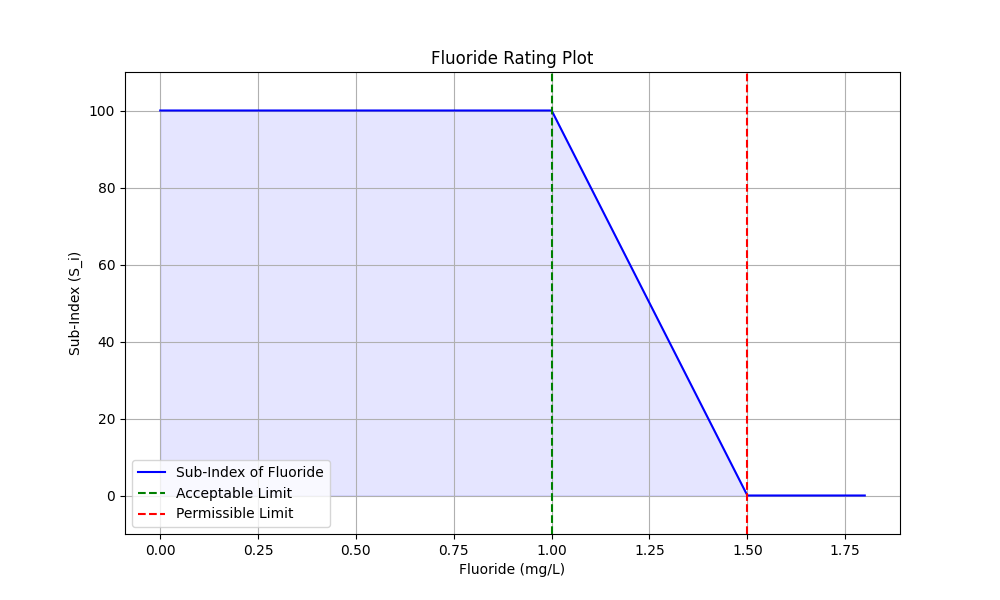 Fluoride Rating Plot
Sub-Index (S_i)
100
80
60
40
20
0
Sub-Index of Fluoride
Acceptable Limit
Permissible Limit
0.00 0.25 0.50 0.75 1.00 1.25 1.50 1.75
Fluoride (mg/L)